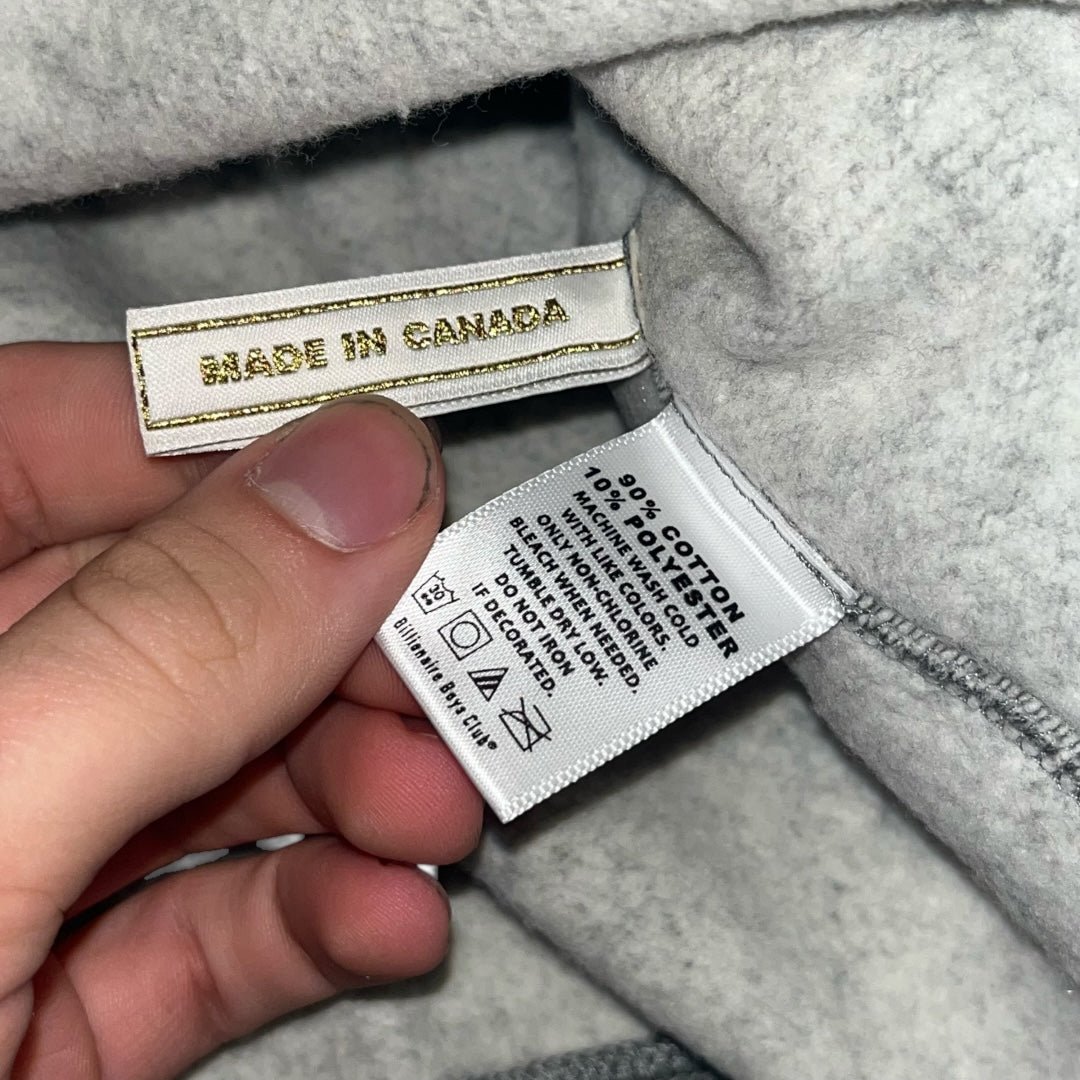 MADE IN CANADA
90% COTTON
10% POLYESTER
MACHINE WASH COLD
WITH LIKE COLORS.
ONLY NON-CHLORINE
BLEACH WHEN NEEDED.
TUMBLE DRY LOW.
DO NOT IRON
IF DECORATED.
30
Billionaire Boys Club®